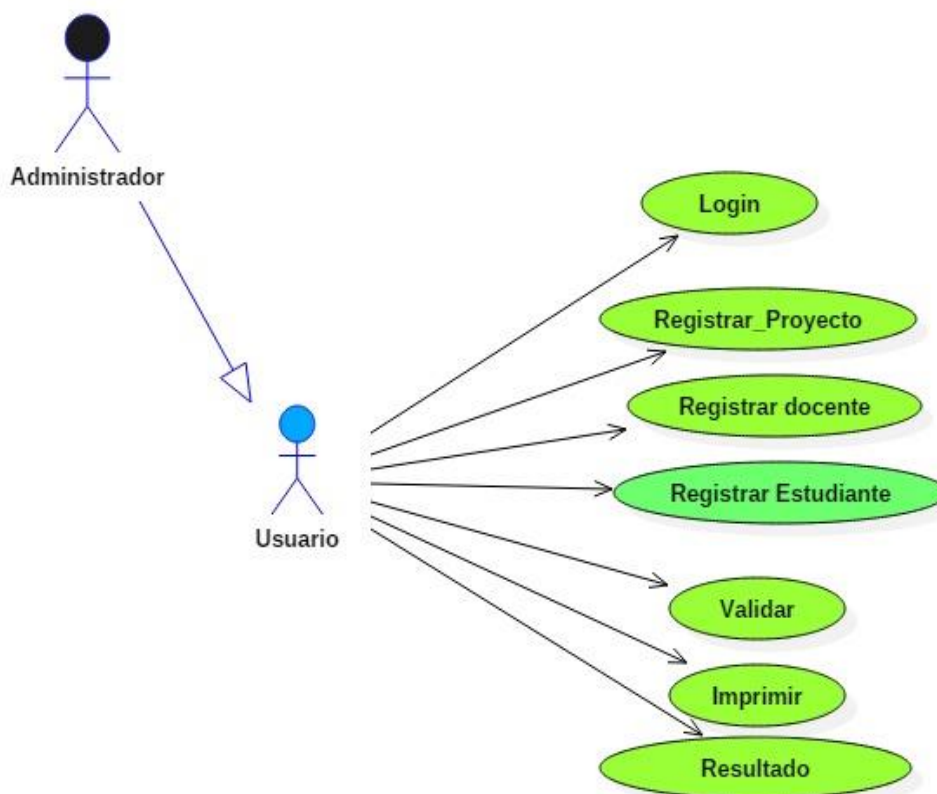 Administrador
Login
Registrar_Proyecto
Registrar docente
Registrar Estudiante
Usuario
Validar
Imprimir
Resultado